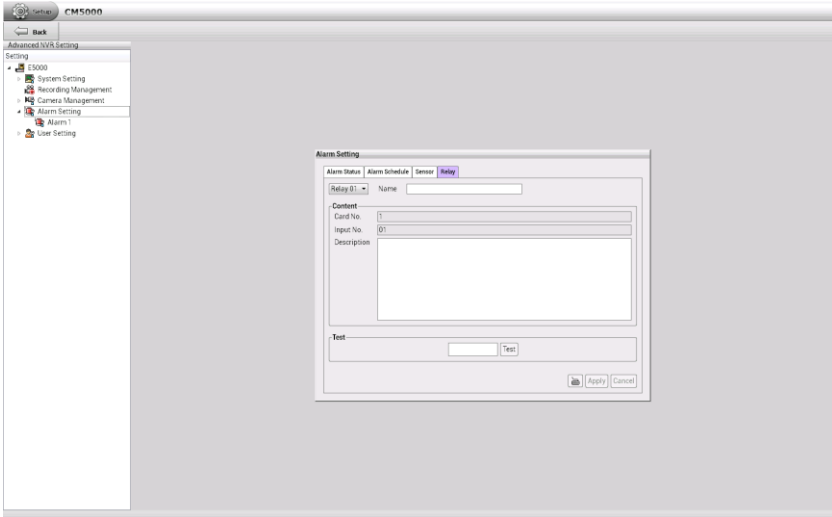 Setup CM5000
Back
Advanced NVR Setting
Setting
E5000
System Setting
Recording Management
Camera Management
Alarm Setting
Alarm 1
User Setting
Alarm Setting
Alarm Status Alarm Schedule Sensor Relay
Relay 01 Name
Content
Card No. 1
Input No. 01
Description
Test
Test
Apply Cancel